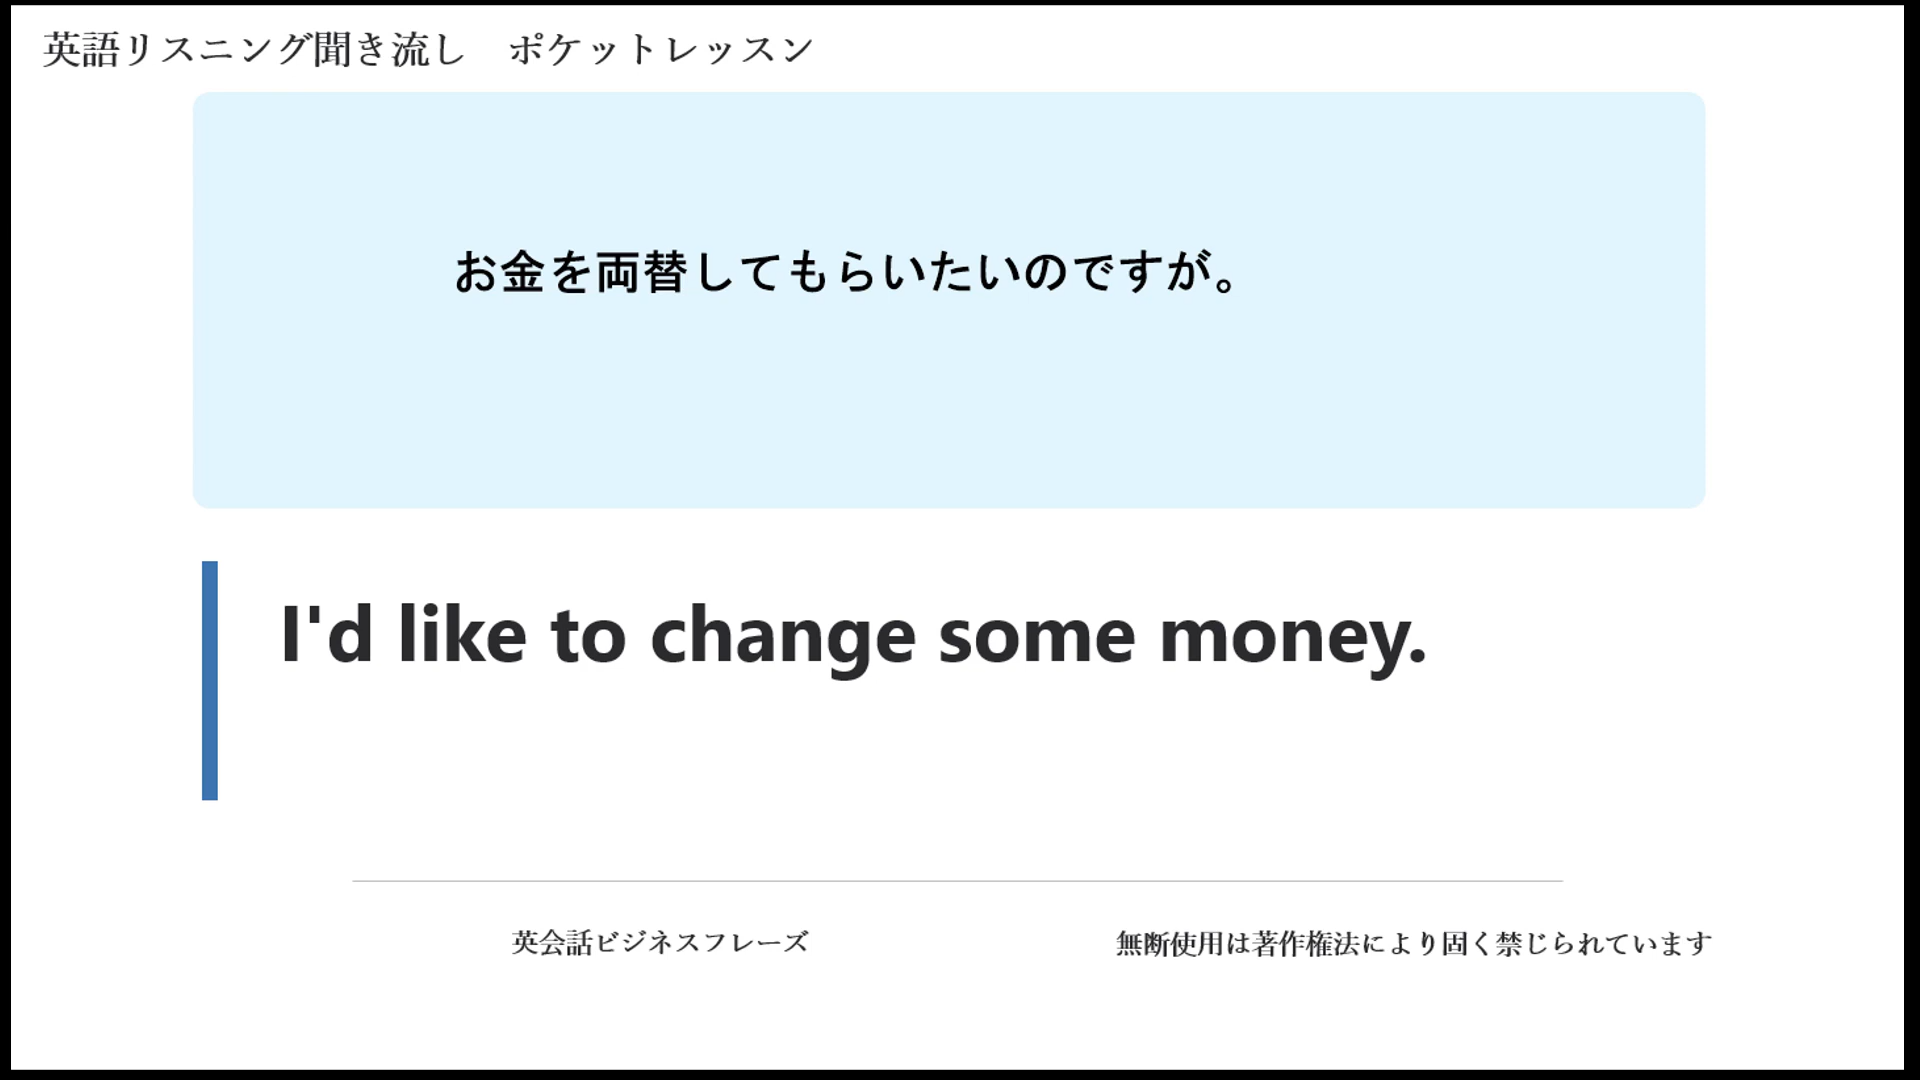 英語リスニング聞き流し　ポケットレッスン
お金を両替してもらいたいのですが。
I'd like to change some money.
英会話ビジネスフレーズ
無断使用は著作権法により固く禁じられています